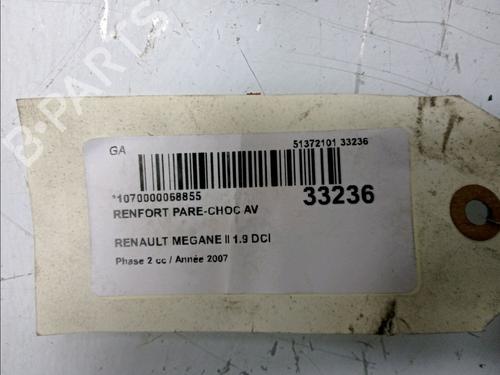 B-PARTS
GA
51372101 33236
*1070000068855
33236
RENFORT PARE-CHOC AV
RENAULT MEGANE II 1.9 DCI
Phase 2 cc / Année 2007